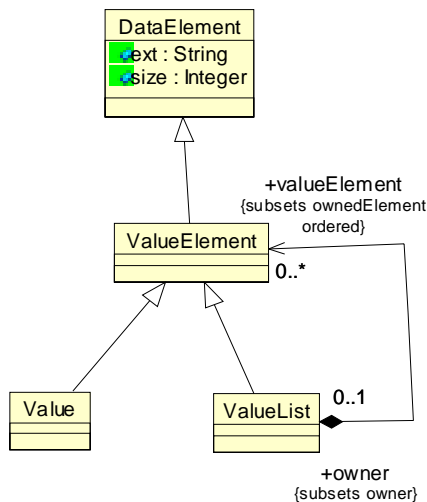 DataElement
ext : String
size : Integer
+valueElement
{subsets ownedElement
ordered}
ValueElement
0..*
Value
ValueList
0..1
+owner
{subsets owner}